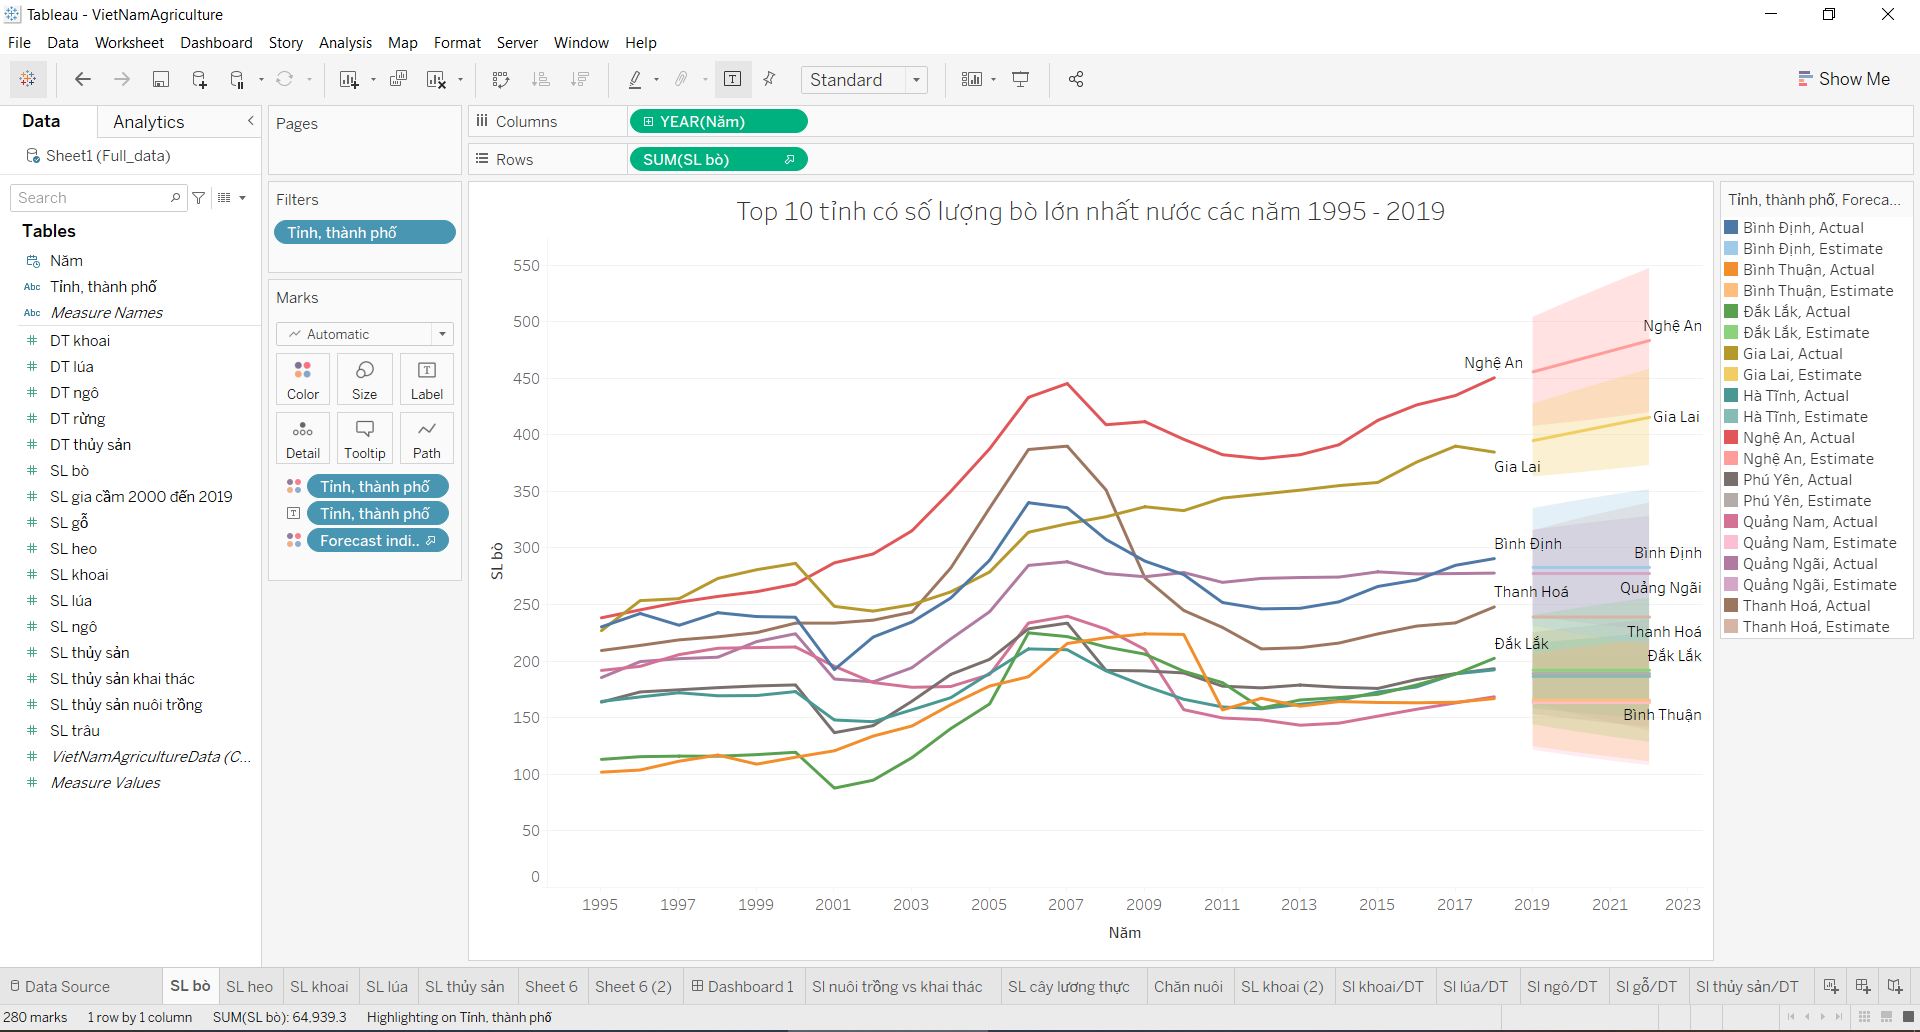 Tableau - VietNamAgriculture
File Data Worksheet Dashboard Story Analysis Map Format Server Window Help
Standard
Show Me
Data Analytics
Sheet1 (Full_data)
Search
Tables
Năm
Abc Tỉnh, thành phố
Abc Measure Names
DT khoai
DT lúa
DT ngô
DT rừng
DT thủy sản
SL bò
SL gia cầm 2000 đến 2019
SL gỗ
SL heo
SL khoai
SL lúa
SL ngô
SL thủy sản
SL thủy sản khai thác
SL thủy sản nuôi trồng
SL trâu
VietNamAgricultureData (C...
Measure Values
Pages
Filters
Tỉnh, thành phố
Marks
Automatic
Color Size Label
Detail Tooltip Path
Tỉnh, thành phố
Tỉnh, thành phố
Forecast indi..
Columns YEAR(Năm)
Rows SUM(SL bò)
Top 10 tỉnh có số lượng bò lớn nhất nước các năm 1995 - 2019
SL bò
550
500
450
400
350
300
250
200
150
100
50
0
Nghệ An
Nghệ An
Gia Lai
Gia Lai
Bình Định
Bình Định
Quảng Ngãi
Thanh Hoá
Thanh Hoá
Đắk Lắk
Đắk Lắk
Bình Thuận
1995 1997 1999 2001 2003 2005 2007 2009 2011 2013 2015 2017 2019 2021 2023
Năm
Tỉnh, thành phố, Foreca...
Bình Định, Actual
Bình Định, Estimate
Bình Thuận, Actual
Bình Thuận, Estimate
Đắk Lắk, Actual
Đắk Lắk, Estimate
Gia Lai, Actual
Gia Lai, Estimate
Hà Tĩnh, Actual
Hà Tĩnh, Estimate
Nghệ An, Actual
Nghệ An, Estimate
Phú Yên, Actual
Phú Yên, Estimate
Quảng Nam, Actual
Quảng Nam, Estimate
Quảng Ngãi, Actual
Quảng Ngãi, Estimate
Thanh Hoá, Actual
Thanh Hoá, Estimate
Data Source SL bò SL heo SL khoai SL lúa SL thủy sản Sheet 6 Sheet 6 (2) Dashboard 1 Sl nuôi trồng vs khai thác SL cây lương thực Chăn nuôi SL khoai (2) Sl khoai/DT Sl lúa/DT Sl ngô/DT Sl gỗ/DT Sl thủy sản/DT
280 marks 1 row by 1 column SUM(SL bò): 64,939.3 Highlighting on Tỉnh, thành phố